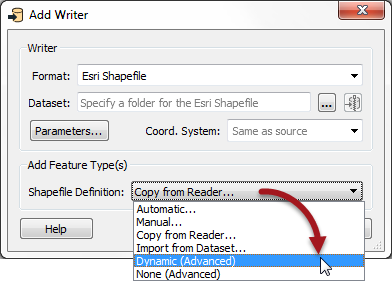 Add Writer
Writer
Format: Esri Shapefile
Dataset: Specify a folder for the Esri Shapefile ...
Parameters... Coord. System: Same as source
Add Feature Type(s)
Shapefile Definition: Copy from Reader...
Automatic...
Manual...
Copy from Reader...
Import from Dataset...
Dynamic (Advanced)
None (Advanced)
Help